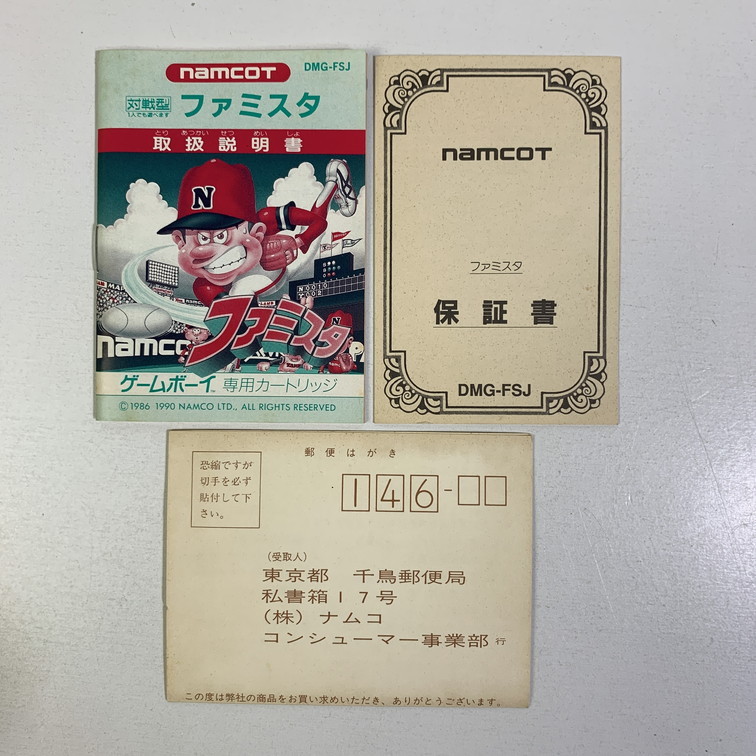 namcoT
DMG-FSJ
対戦型
1人でも遊べます
ファミスタ
とり あつかい せつ めい しょ
取扱説明書
N
ファミスタ
namco
ゲームボーイ™専用カートリッジ
©1986 1990 NAMCO LTD., ALL RIGHTS RESERVED
namcoT
ファミスタ
保証書
DMG-FSJ
郵便はがき
恐縮ですが
切手を必ず
貼付して下
さい。
146-
(受取人)
東京都 千鳥郵便局
私書箱17号
(株)ナムコ
コンシューマー事業部 行
この度は弊社の商品をお買い求めいただき、ありがとうございます。